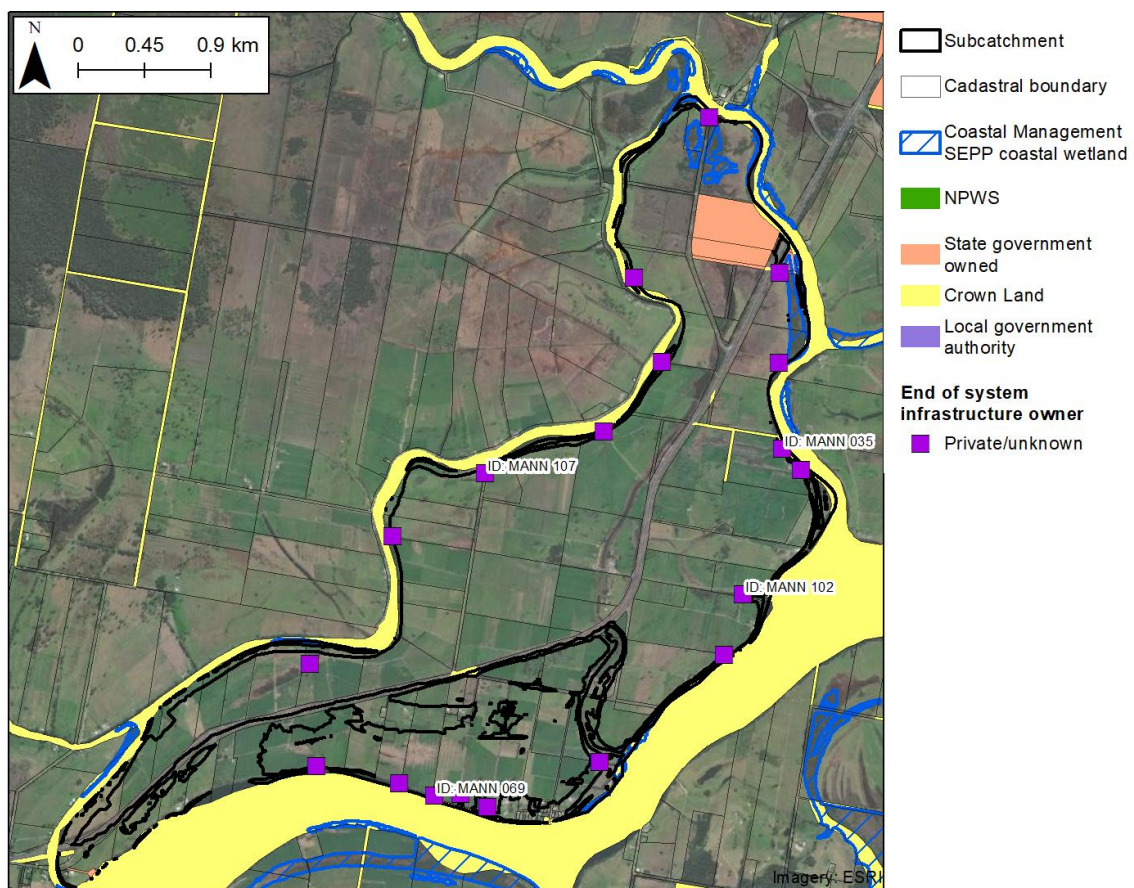 N
0 0.45 0.9 km
Subcatchment
Cadastral boundary
Coastal Management
SEPP coastal wetland
NPWS
State government
owned
Crown Land
Local government
authority
End of system
infrastructure owner
Private/unknown
ID: MANN 035
ID: MANN 107
ID: MANN 102
ID: MANN 069
Imagery: ESRI